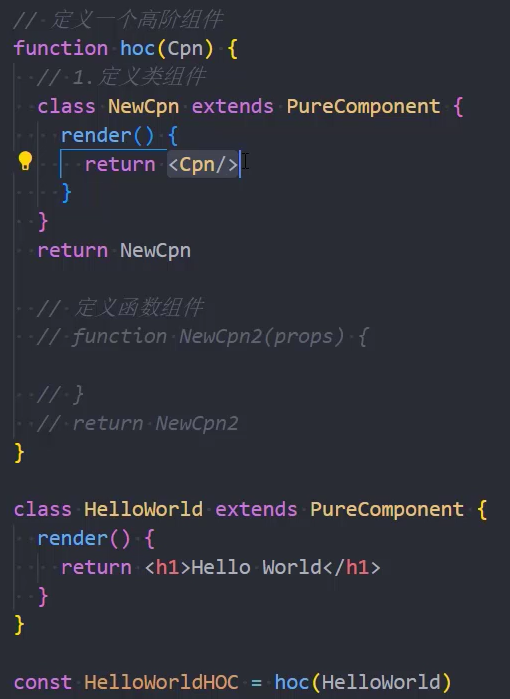 // 定义一个高阶组件
function hoc(Cpn) {
  // 1.定义类组件
  class NewCpn extends PureComponent {
    render() {
      return <Cpn/>
    }
  }
  return NewCpn

  // 定义函数组件
  // function NewCpn2(props) {

  // }
  // return NewCpn2
}

class HelloWorld extends PureComponent {
  render() {
    return <h1>Hello World</h1>
  }
}

const HelloWorldHOC = hoc(HelloWorld)